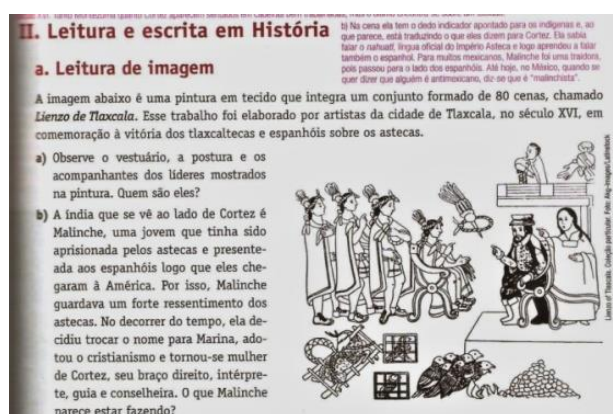 II. Leitura e escrita em História
b) Na cena ela tem o dedo indicador apontado para os indígenas e, ao
que parece, está traduzindo o que eles dizem para Cortez. Ela sabia
falar o nahuatl, língua oficial do Império Asteca e logo aprendeu a falar
também o espanhol. Para muitos mexicanos, Malinche foi uma traidora,
pois passou para o lado dos espanhóis. Até hoje, no México, quando se
quer dizer que alguém é antimexicano, diz-se que é "malinchista".
a. Leitura de imagem
A imagem abaixo é uma pintura em tecido que integra um conjunto formado de 80 cenas, chamado
Lienzo de Tlaxcala. Esse trabalho foi elaborado por artistas da cidade de Tlaxcala, no século XVI, em
comemoração à vitória dos tlaxcaltecas e espanhóis sobre os astecas.
a) Observe o vestuário, a postura e os
acompanhantes dos líderes mostrados
na pintura. Quem são eles?
b) A índia que se vê ao lado de Cortez é
Malinche, uma jovem que tinha sido
aprisionada pelos astecas e presente-
ada aos espanhóis logo que eles che-
garam à América. Por isso, Malinche
guardava um forte ressentimento dos
astecas. No decorrer do tempo, ela de-
cidiu trocar o nome para Marina, ado-
tou o cristianismo e tornou-se mulher
de Cortez, seu braço direito, intérpre-
te, guia e conselheira. O que Malinche
parece estar fazendo?
Lienzo of Tlaxcala. Coleção particular. Foto: